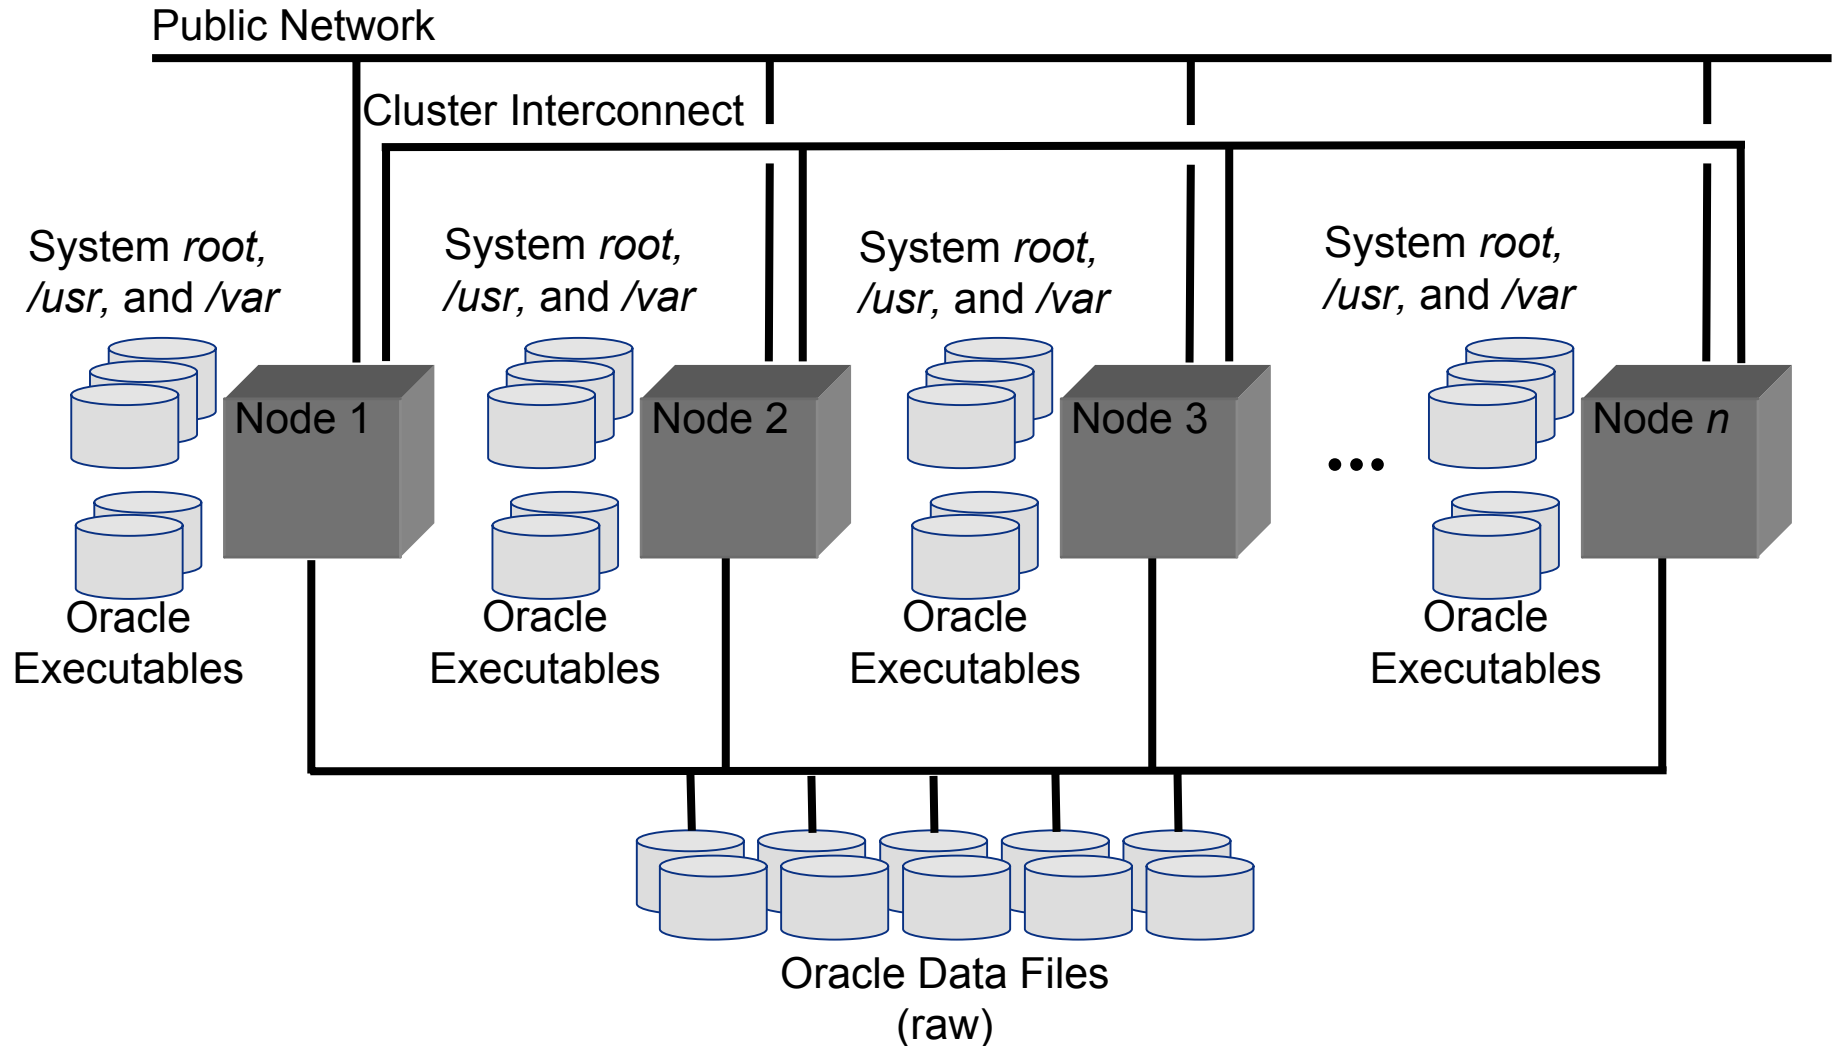 Public Network
Cluster Interconnect
System root,
/usr, and /var
System root,
/usr, and /var
System root,
/usr, and /var
System root,
/usr, and /var
Node 1
Node 2
Node 3
...
Node n
Oracle
Executables
Oracle
Executables
Oracle
Executables
Oracle
Executables
Oracle Data Files
(raw)